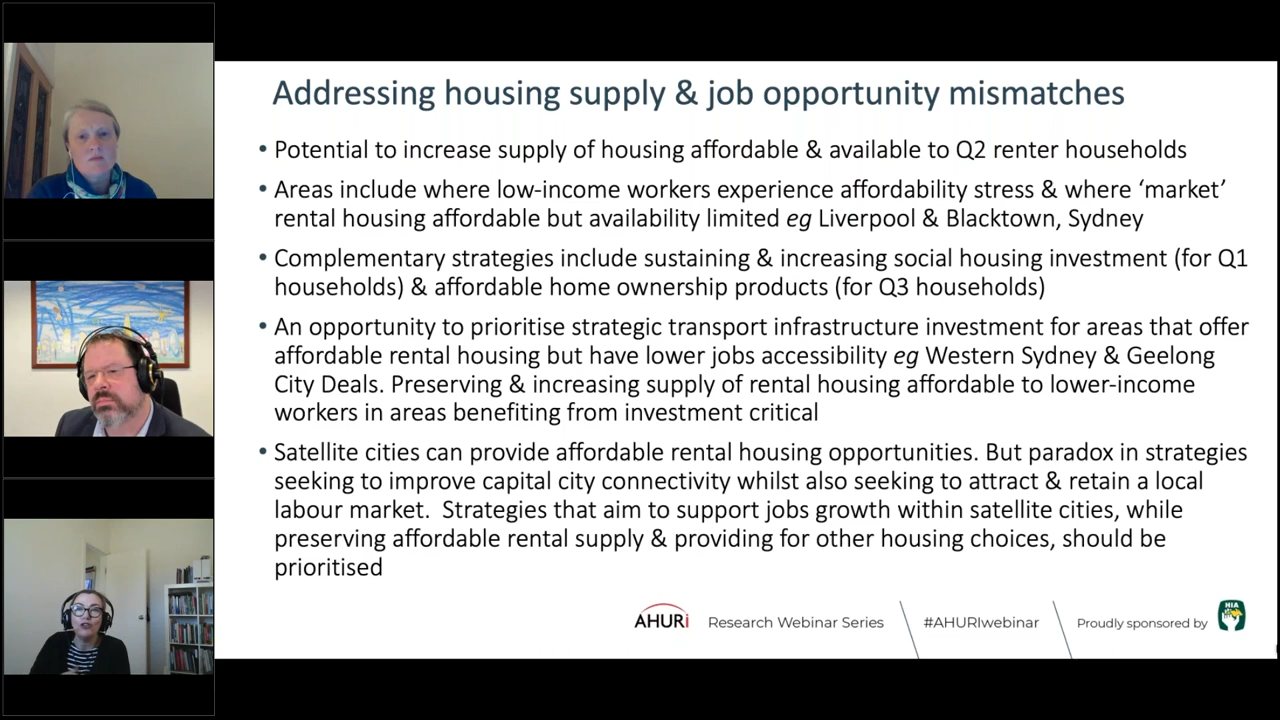 Addressing housing supply & job opportunity mismatches
• Potential to increase supply of housing affordable & available to Q2 renter households
• Areas include where low-income workers experience affordability stress & where ‘market’
rental housing affordable but availability limited eg Liverpool & Blacktown, Sydney
• Complementary strategies include sustaining & increasing social housing investment (for Q1
households) & affordable home ownership products (for Q3 households)
• An opportunity to prioritise strategic transport infrastructure investment for areas that offer
affordable rental housing but have lower jobs accessibility eg Western Sydney & Geelong
City Deals. Preserving & increasing supply of rental housing affordable to lower-income
workers in areas benefiting from investment critical
• Satellite cities can provide affordable rental housing opportunities. But paradox in strategies
seeking to improve capital city connectivity whilst also seeking to attract & retain a local
labour market.  Strategies that aim to support jobs growth within satellite cities, while
preserving affordable rental supply & providing for other housing choices, should be
prioritised
AHURi Research Webinar Series #AHURIwebinar Proudly sponsored by HIA